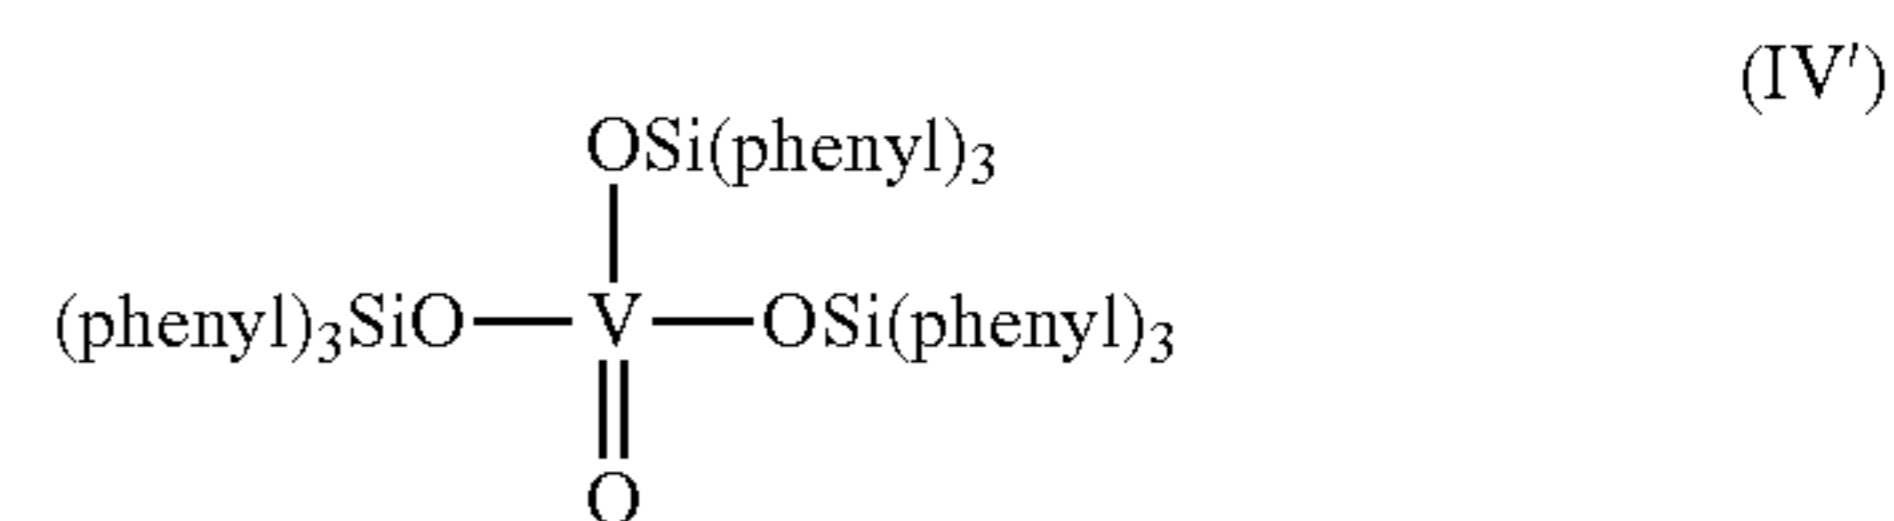 (IV′)
OSi(phenyl)₃
(phenyl)₃SiO—V—OSi(phenyl)₃
O